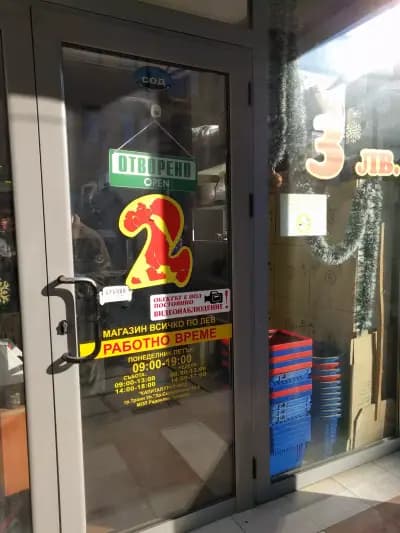 СОД
ОТВОРЕНО
OPEN
2
3 ЛВ.
ОБЕКТЪТ Е ПОД
ПОСТОЯННО
ВИДЕОНАБЛЮДЕНИЕ!
МАГАЗИН ВСИЧКО ПО ЛЕВ
РАБОТНО ВРЕМЕ
ПОНЕДЕЛНИК-ПЕТЪК
09:00-19:00
СЪБОТА
09:00-13:00
14:00-18:00